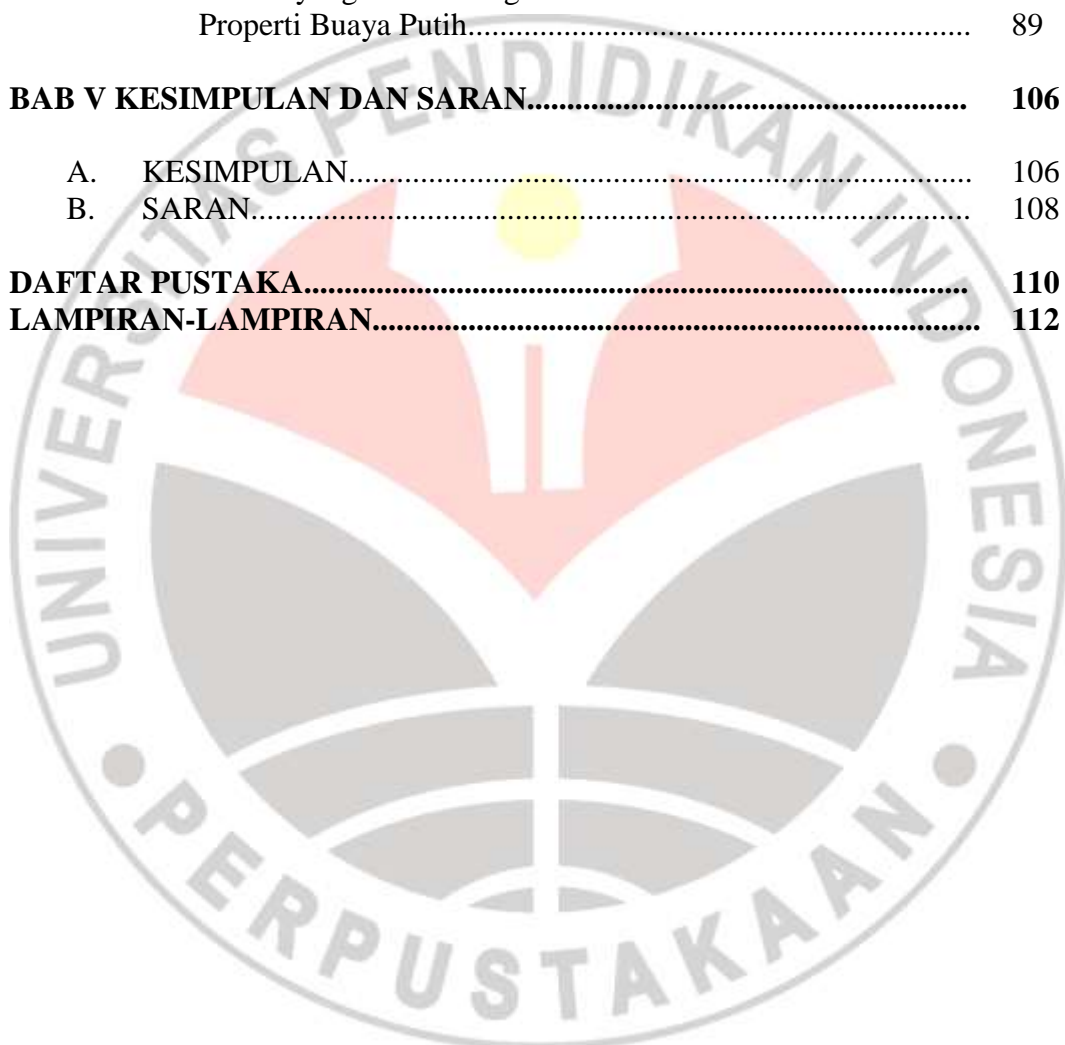 Properti Buaya Putih............................................................... 89
BAB V KESIMPULAN DAN SARAN....................................................... 106
A. KESIMPULAN.............................................................................. 106
B. SARAN.......................................................................................... 108
DAFTAR PUSTAKA................................................................................... 110
LAMPIRAN-LAMPIRAN............................................................................ 112
UNIVERSITAS PENDIDIKAN INDONESIA
PERPUSTAKAAN